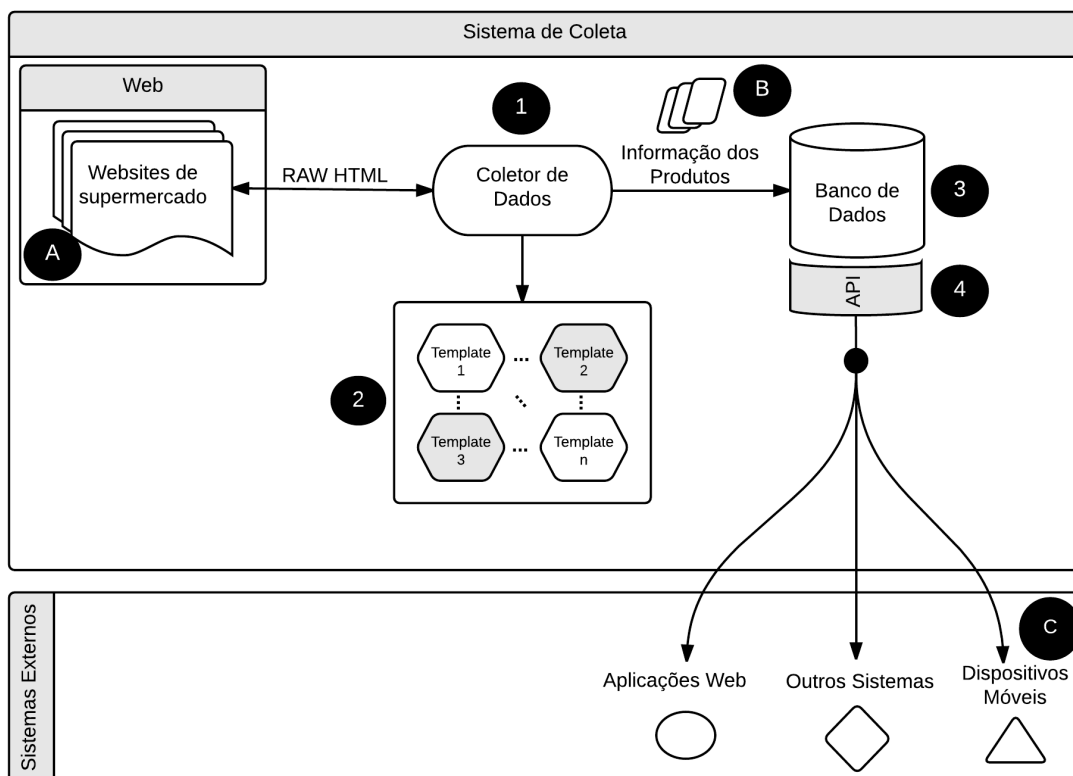 Sistema de Coleta
Web
Websites de
supermercado
A
RAW HTML
1
Coletor de
Dados
B
Informação dos
Produtos
Banco de
Dados
3
API
4
2
Template
1
...
Template
2
Template
3
...
Template
n
Sistemas Externos
C
Aplicações Web
Outros Sistemas
Dispositivos
Móveis